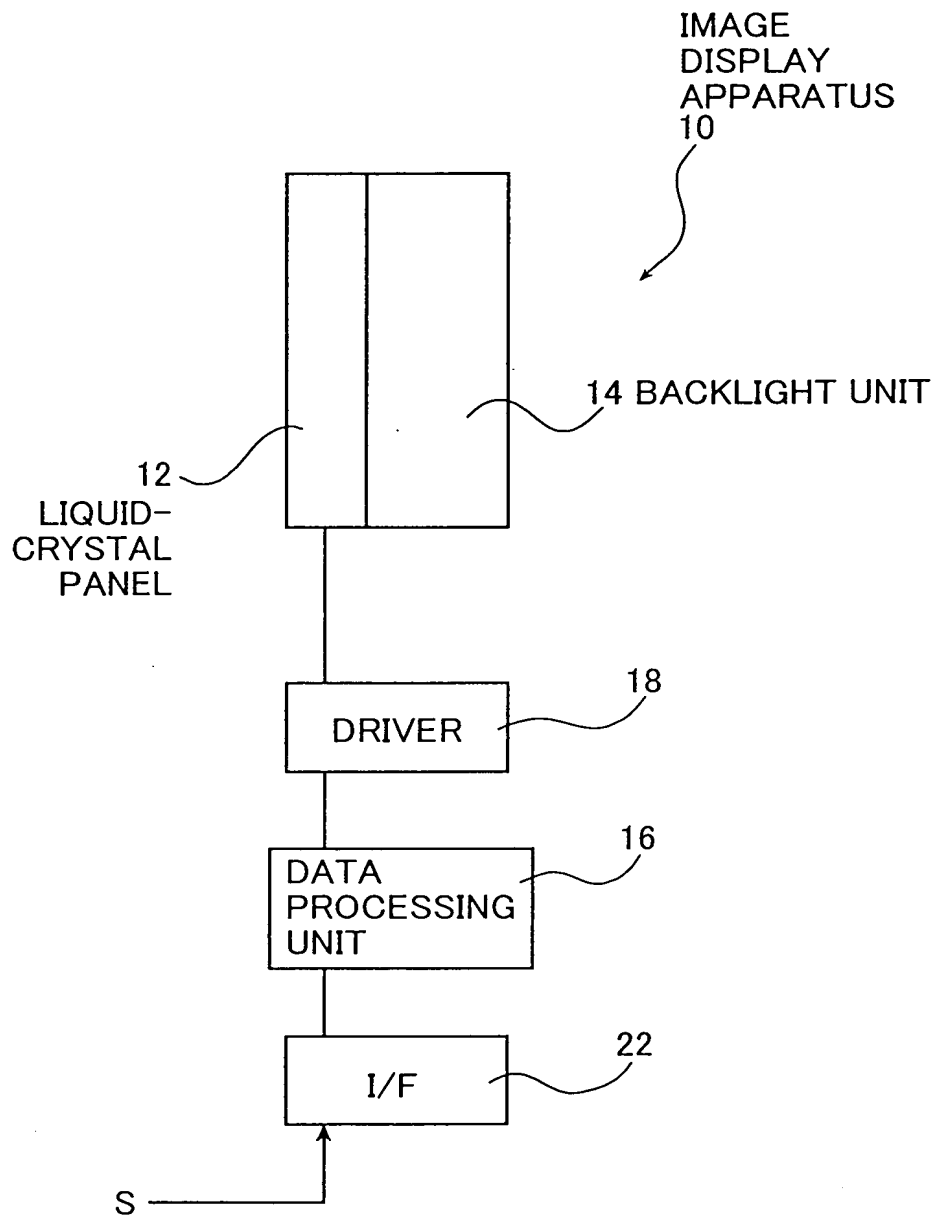 IMAGE
DISPLAY
APPARATUS
10
14 BACKLIGHT UNIT
12
LIQUID-
CRYSTAL
PANEL
18
DRIVER
16
DATA
PROCESSING
UNIT
22
I/F
S